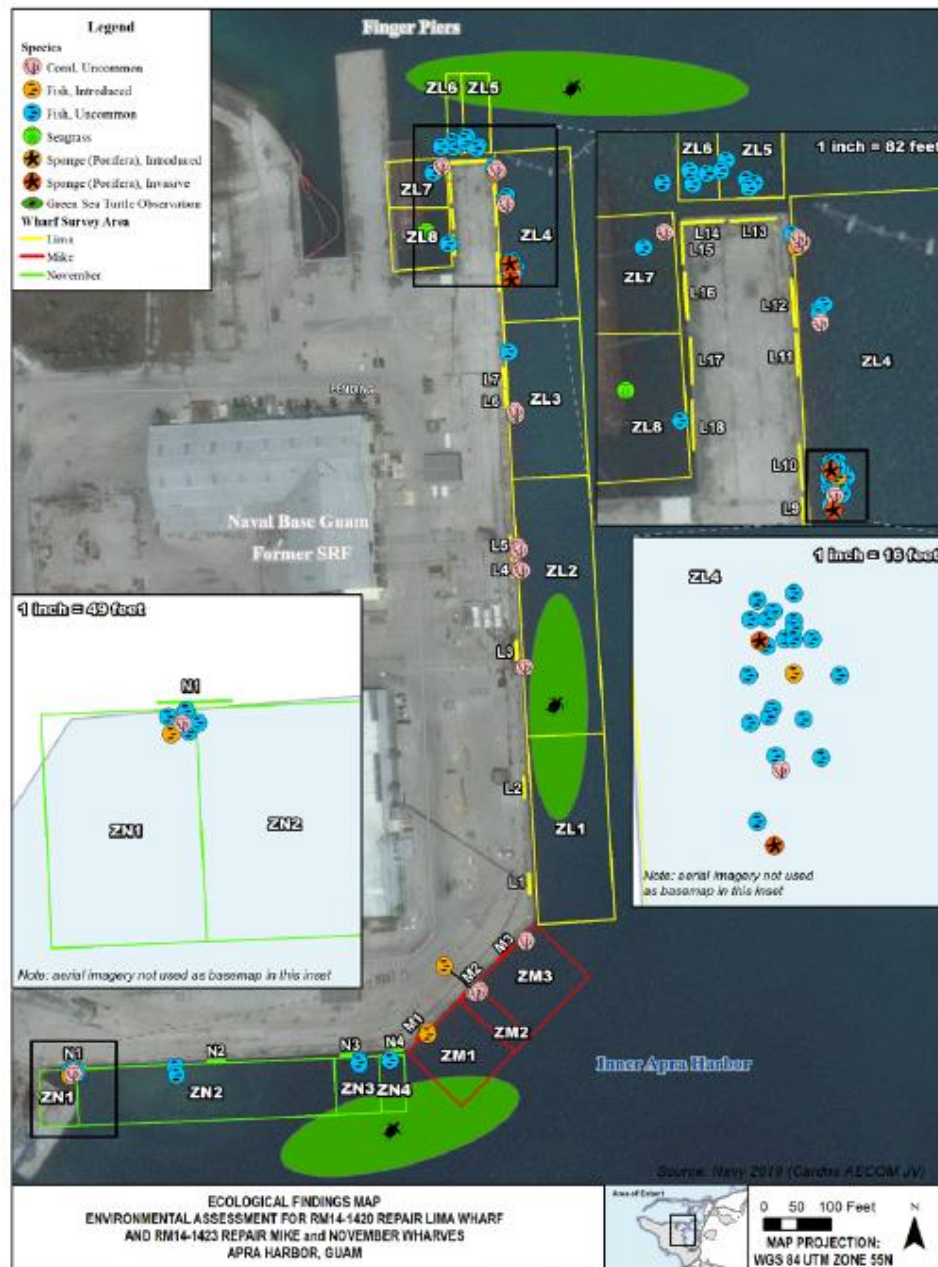 Legend
Species
Coral, Uncommon
Fish, Introduced
Fish, Uncommon
Seagrass
Sponge (Porifera), Introduced
Sponge (Porifera), Invasive
Green Sea Turtle Observation
Wharf Survey Area
Lima
Mike
November
Finger Piers
ZL6 ZL5
ZL7
ZL8
ZL4
1 inch = 82 feet
ZL6 ZL5
L14 L13
L15
ZL7
L16
L12
L17
L11
ZL4
ZL8
L18
L10
L9
L7
L6
ZL3
PENDING
Naval Base Guam
Former SRF
L5
L4
ZL2
L3
L2
ZL1
L1
1 inch = 16 feet
ZL4
Note: aerial imagery not used
as basemap in this inset
1 inch = 49 feet
N1
ZN1
ZN2
Note: aerial imagery not used as basemap in this inset
M3
M2
ZM3
M1
ZM2
ZM1
N1
N2
N3
N4
ZN1
ZN2
ZN3
ZN4
Inner Apra Harbor
Source: Navy 2019 (Cardno AECOM JV)
ECOLOGICAL FINDINGS MAP
ENVIRONMENTAL ASSESSMENT FOR RM14-1420 REPAIR LIMA WHARF
AND RM14-1423 REPAIR MIKE and NOVEMBER WHARVES
APRA HARBOR, GUAM
Area of Extent
0 50 100 Feet
N
MAP PROJECTION:
WGS 84 UTM ZONE 55N